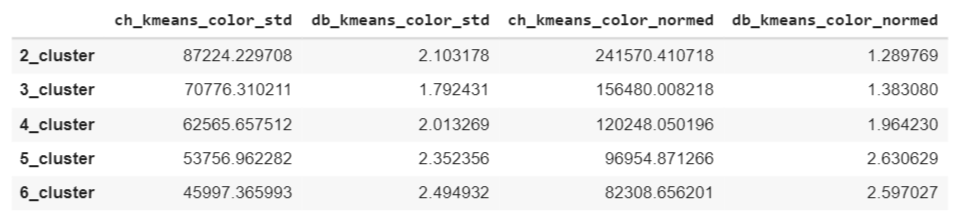 ch_kmeans_color_std db_kmeans_color_std ch_kmeans_color_normed db_kmeans_color_normed
2_cluster 87224.229708 2.103178 241570.410718 1.289769
3_cluster 70776.310211 1.792431 156480.008218 1.383080
4_cluster 62565.657512 2.013269 120248.050196 1.964230
5_cluster 53756.962282 2.352356 96954.871266 2.630629
6_cluster 45997.365993 2.494932 82308.656201 2.597027